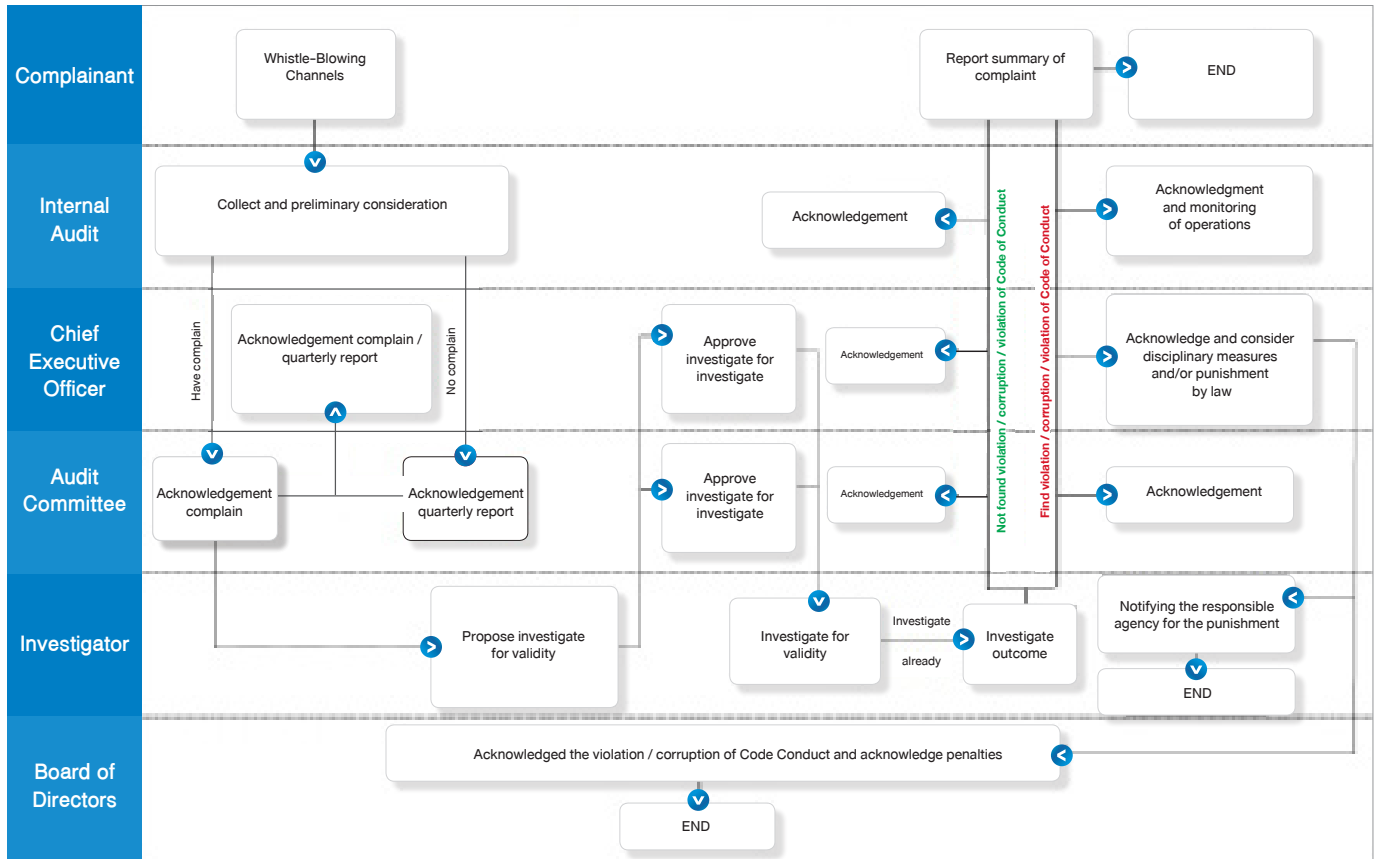 Complainant
Whistle-Blowing
Channels
Report summary of
complaint
END
Internal
Audit
Collect and preliminary consideration
Acknowledgement
Acknowledgment
and monitoring
of operations
Not found violation / corruption / violation of Code of Conduct
Find violation / corruption / violation of Code of Conduct
Chief
Executive
Officer
Have complain
Acknowledgement complain /
quarterly report
No complain
Approve
investigate for
investigate
Acknowledgement
Acknowledge and consider
disciplinary measures
and/or punishment
by law
Audit
Committee
Acknowledgement
complain
Acknowledgement
quarterly report
Approve
investigate for
investigate
Acknowledgement
Acknowledgement
Investigator
Propose investigate
for validity
Investigate for
validity
Investigate
already
Investigate
outcome
Notifying the responsible
agency for the punishment
END
Board of
Directors
Acknowledged the violation / corruption of Code Conduct and acknowledge penalties
END